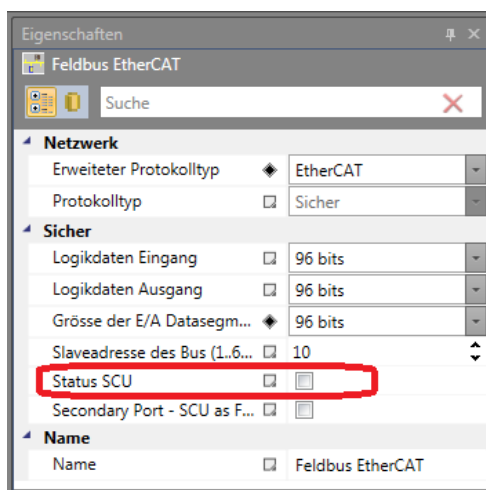 Eigenschaften
Feldbus EtherCAT
Suche
Netzwerk
Erweiteter Protokolltyp EtherCAT
Protokolltyp Sicher
Sicher
Logikdaten Eingang 96 bits
Logikdaten Ausgang 96 bits
Grösse der E/A Datasegm... 96 bits
Slaveadresse des Bus (1..6... 10
Status SCU
Secondary Port - SCU as F...
Name
Name Feldbus EtherCAT